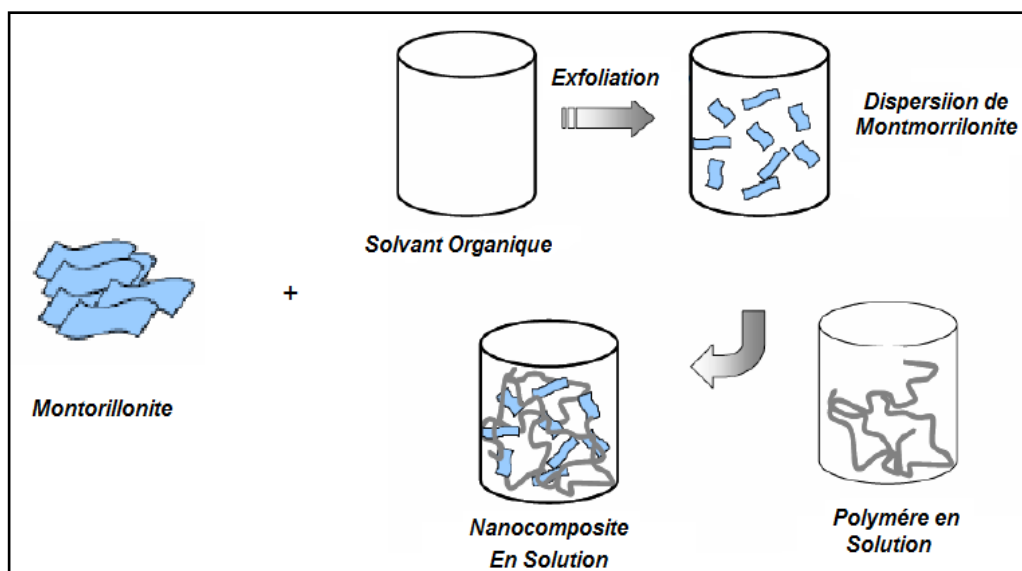 Exfoliation
Dispersiion de
Montmorrilonite
Solvant Organique
+
Montorillonite
Nanocomposite
En Solution
Polymére en
Solution